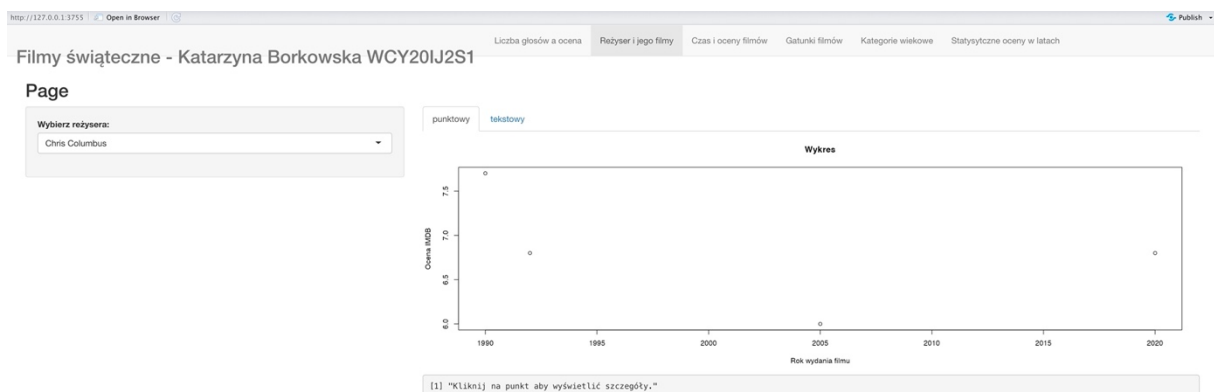 http://127.0.0.1:3755 Open in Browser Publish
Liczba głosów a ocena Reżyser i jego filmy Czas i oceny filmów Gatunki filmów Kategorie wiekowe Statysytczne oceny w latach
Filmy świąteczne - Katarzyna Borkowska WCY20IJ2S1
Page
Wybierz reżysera:
Chris Columbus
punktowy tekstowy
Wykres
7.5
7.0
6.5
6.0
Ocena IMDB
1990 1995 2000 2005 2010 2015 2020
Rok wydania filmu
[1] "Kliknij na punkt aby wyświetlić szczegóły."